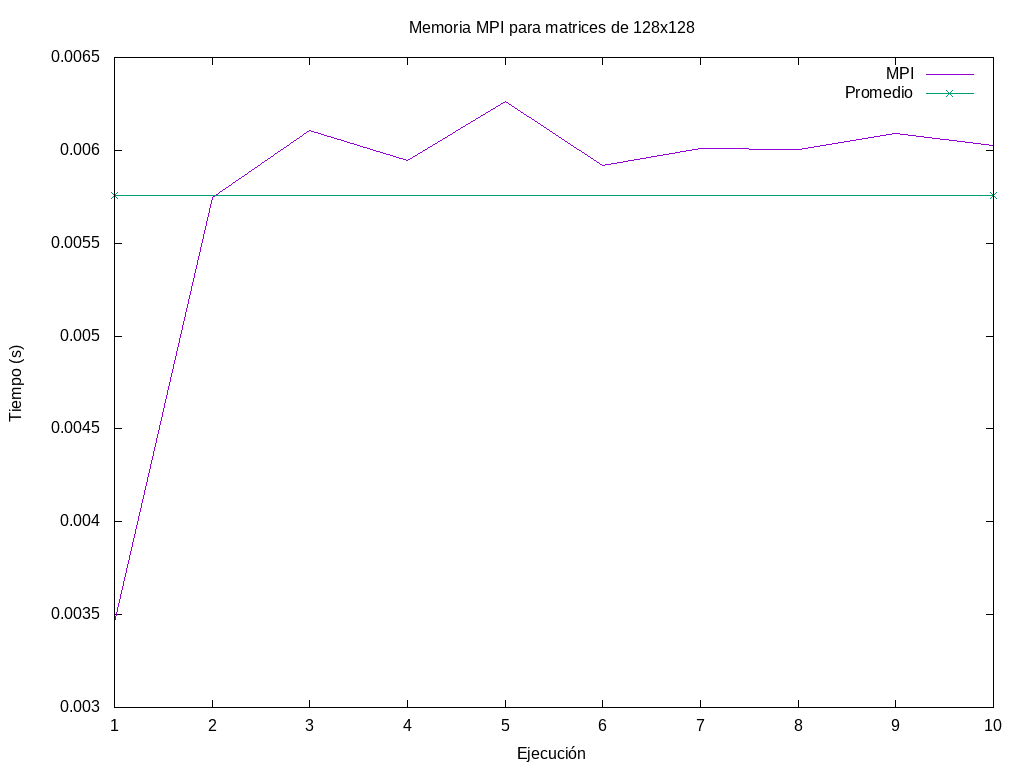 Memoria MPI para matrices de 128x128
0.0065
0.006
0.0055
0.005
0.0045
0.004
0.0035
0.003
Tiempo (s)
MPI
Promedio
1 2 3 4 5 6 7 8 9 10
Ejecución